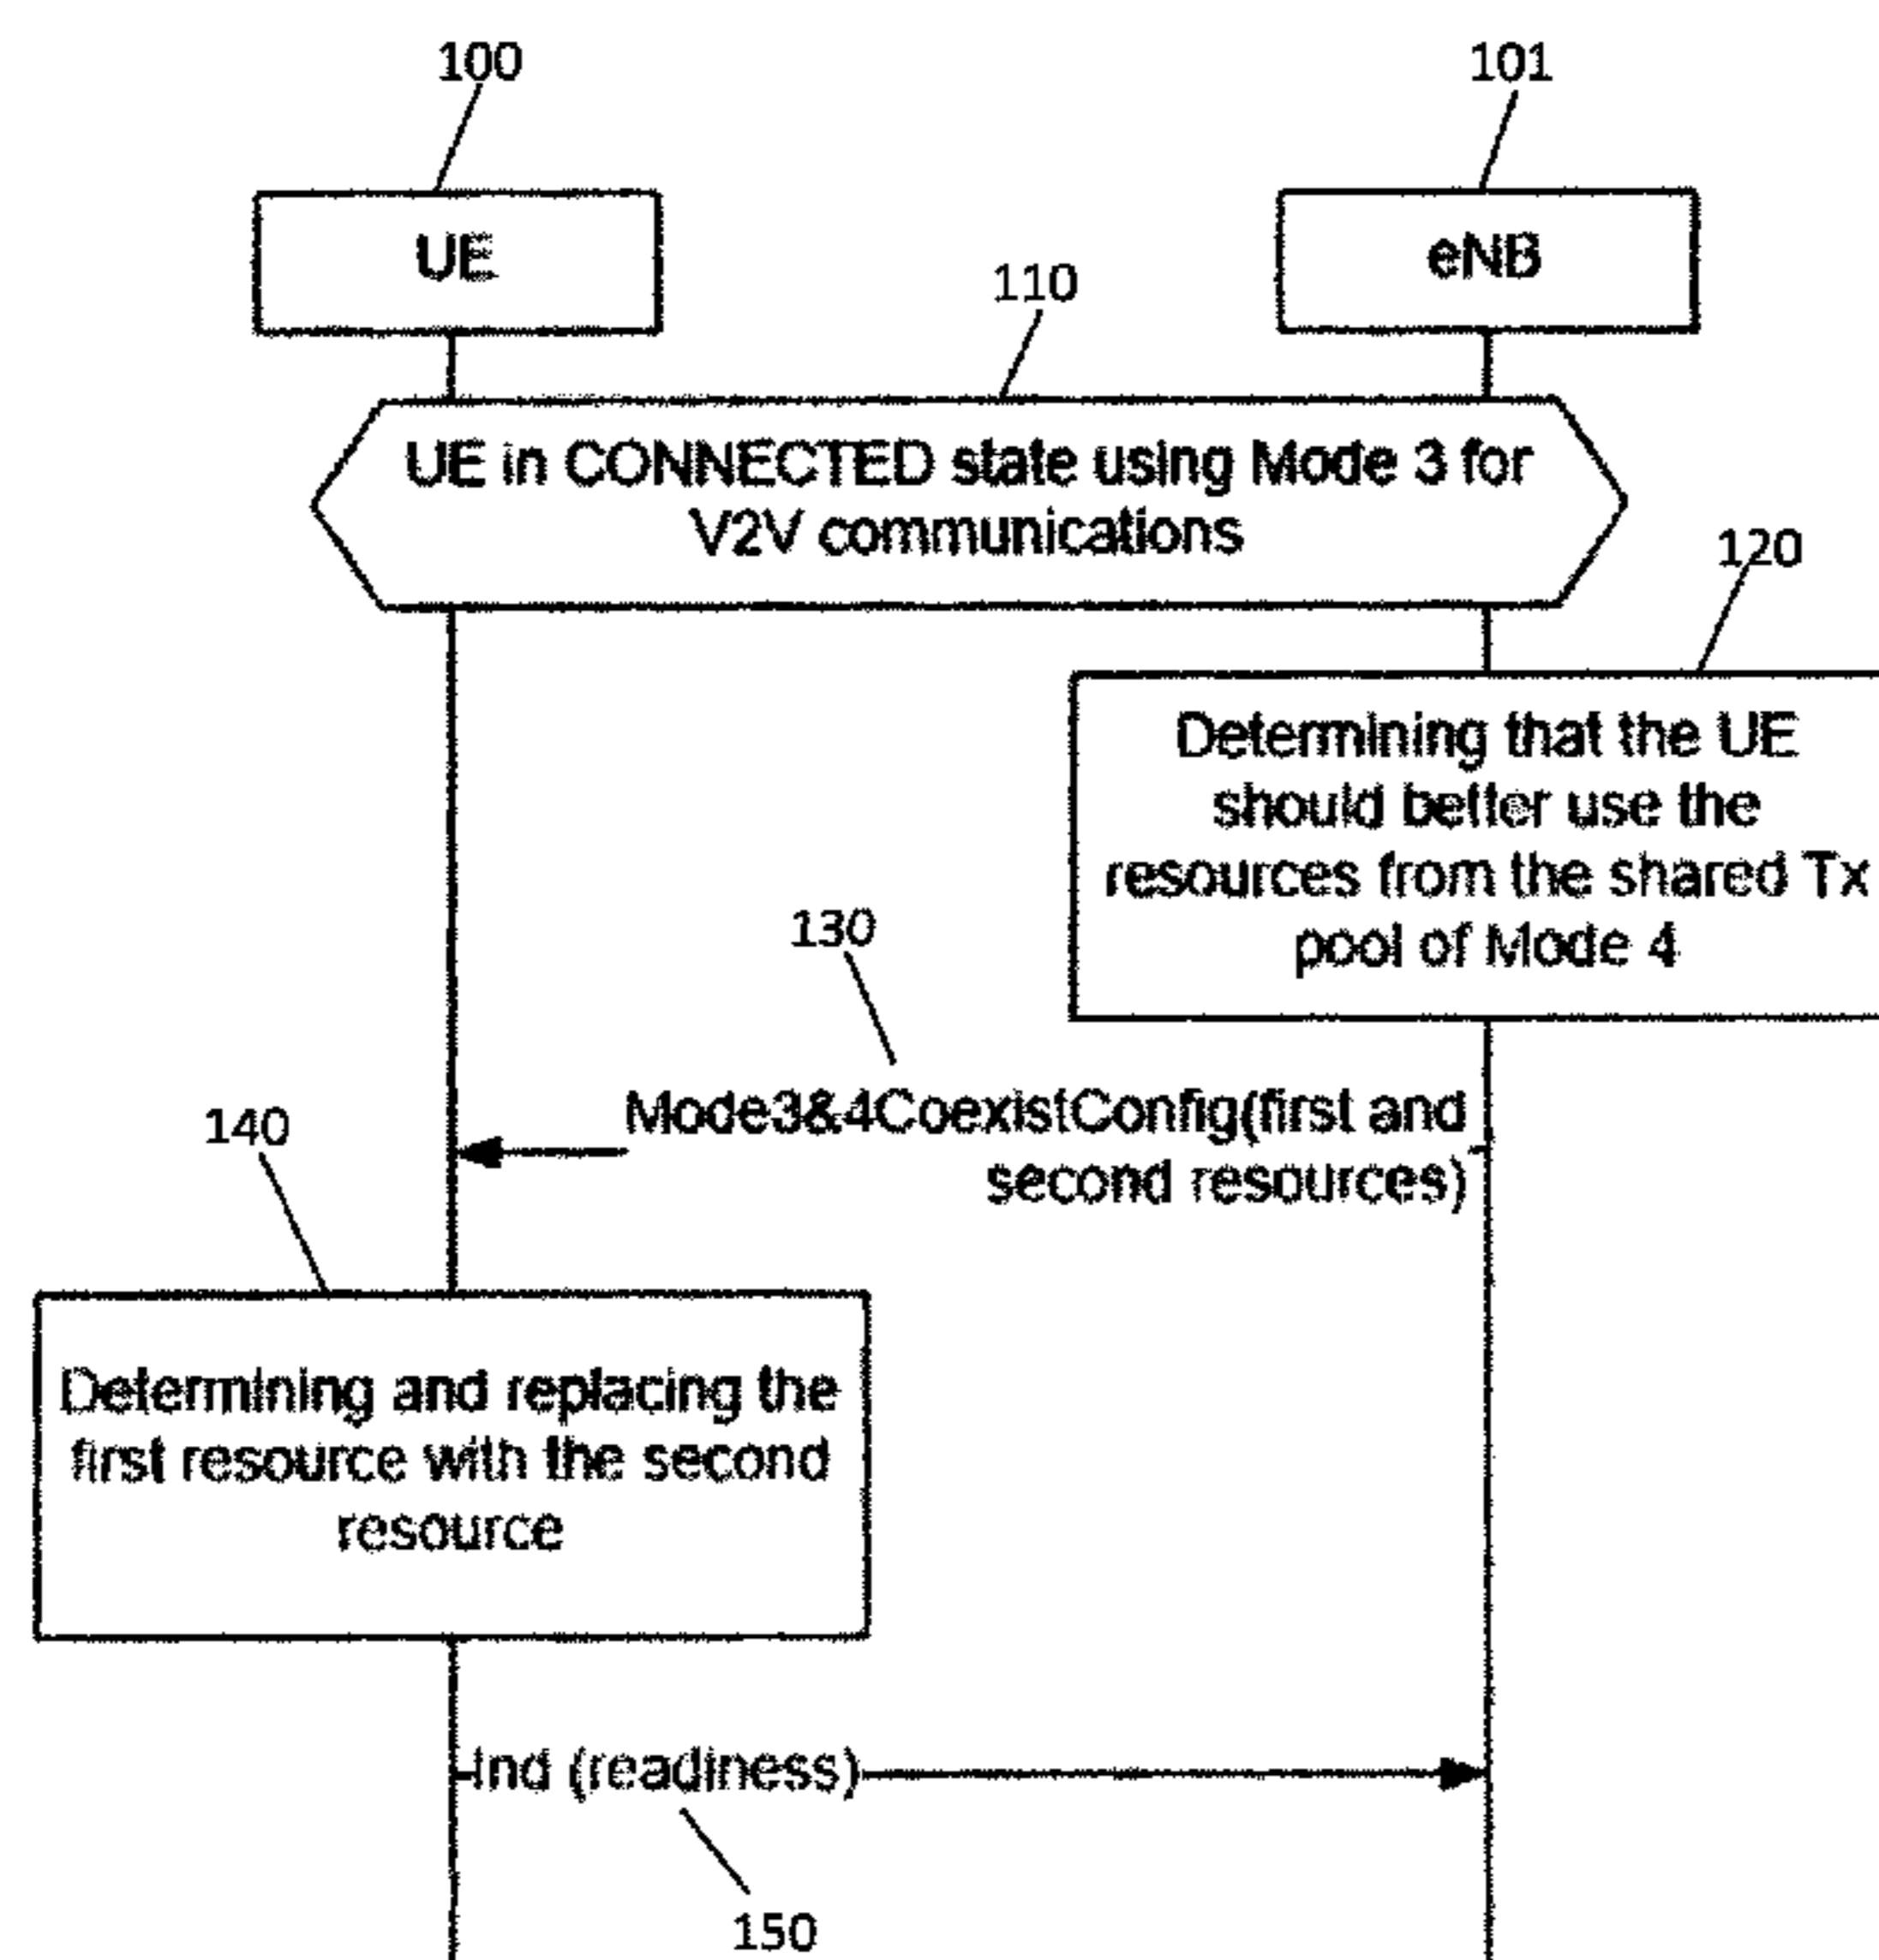 100
101
UE
eNB
110
UE in CONNECTED state using Mode 3 for
V2V communications
120
Determining that the UE
should better use the
resources from the shared Tx
pool of Mode 4
130
Mode3&4CoexistConfig(first and
second resources)
140
Determining and replacing the
first resource with the second
resource
Ind (readiness)
150